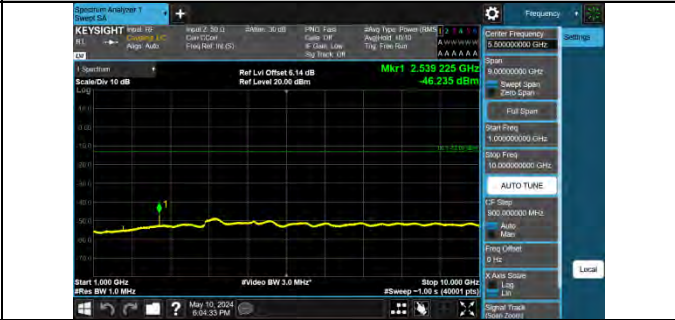 Spectrum Analyzer 1
Swept SA
+
Frequency
KEYSIGHT
Input: RF
Coupling: DC
Align: Auto
Input Z: 50 Ω
Corr CCorr
Freq Ref: Int (S)
#Atten: 30 dB
PNO: Fast
Gate: Off
IF Gain: Low
Sig Track: Off
#Avg Type: Power (RMS
Avg|Hold: 10/10
Trig: Free Run
A W W W W W
A A A A A A
1 Spectrum
Scale/Div 10 dB
Log
Ref Lvl Offset 6.14 dB
Ref Level 20.00 dBm
Mkr1 2.539 225 GHz
-46.235 dBm
1
Start 1.000 GHz
#Res BW 1.0 MHz
#Video BW 3.0 MHz*
Stop 10.000 GHz
#Sweep ~1.00 s (40001 pts)
May 10, 2024
6:04:33 PM
Center Frequency
5.500000000 GHz
Settings
Span
9.00000000 GHz
Swept Span
Zero Span
Full Span
Start Freq
1.000000000 GHz
Stop Freq
10.000000000 GHz
AUTO TUNE
CF Step
900.000000 MHz
Auto
Man
Freq Offset
0 Hz
X Axis Scale
Log
Lin
Signal Track
(Span Zoom)
Local